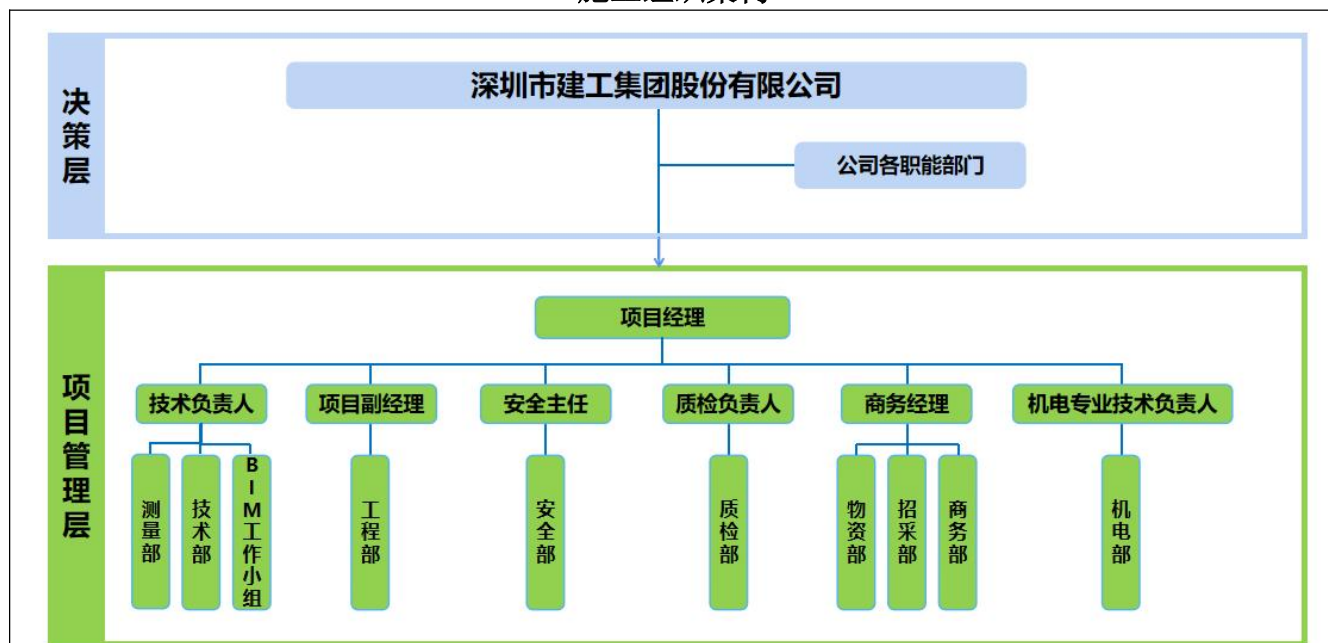 决策层
深圳市建工集团股份有限公司
公司各职能部门
项目管理层
项目经理
技术负责人
项目副经理
安全主任
质检负责人
商务经理
机电专业技术负责人
测量部
技术部
BIM工作小组
工程部
安全部
质检部
物资部
招采部
商务部
机电部